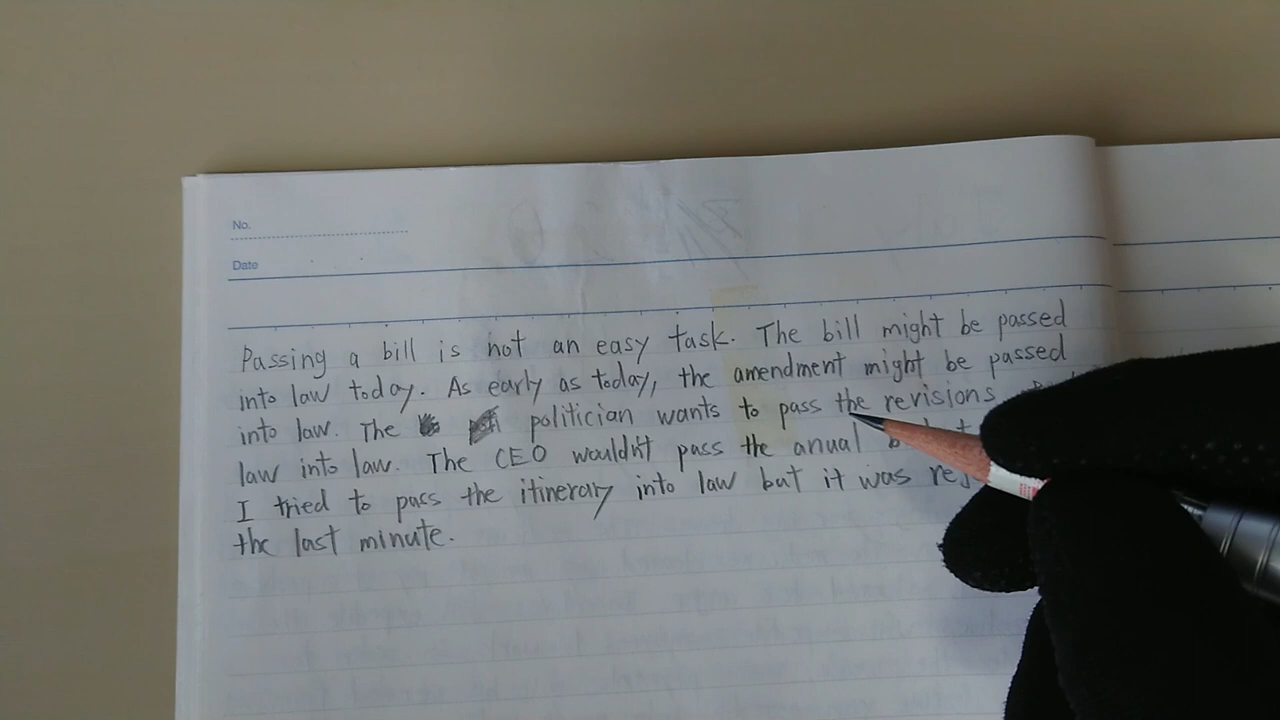 No.
Date
Passing a bill is not an easy task. The bill might be passed
into law today. As early as today, the amendment might be passed
into law. The politician wants to pass the revisions
law into law. The CEO wouldn't pass the anual
I tried to pass the itinerary into law but it was
the last minute.